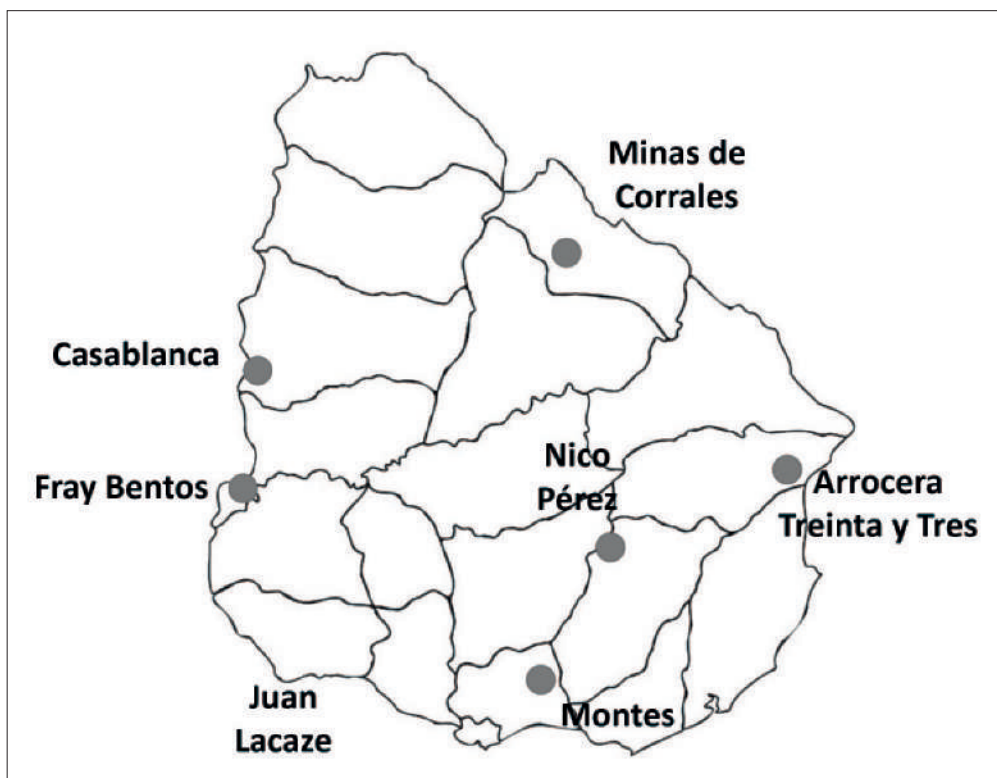 Minas de
Corrales
Casablanca
Nico
Pérez
Fray Bentos
Arrocera
Treinta y Tres
Juan
Lacaze
Montes